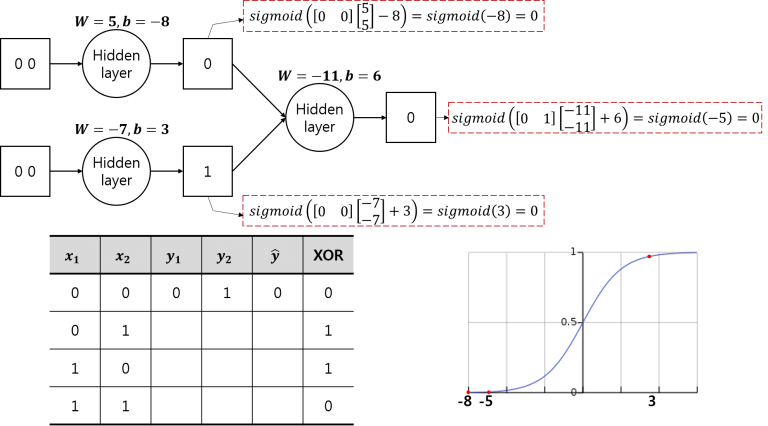 W = 5, b = −8
sigmoid ([0 0] [5 5] − 8) = sigmoid(−8) = 0
0 0
Hidden
layer
0
W = −11, b = 6
Hidden
layer
0
sigmoid ([0 1] [−11 −11] + 6) = sigmoid(−5) = 0
W = −7, b = 3
0 0
Hidden
layer
1
sigmoid ([0 0] [−7 −7] + 3) = sigmoid(3) = 0
x₁ x₂ y₁ y₂ ŷ XOR
0 0 0 1 0 0
0 1 1
1 0 1
1 1 0
1
0.5
0
-8 -5 3